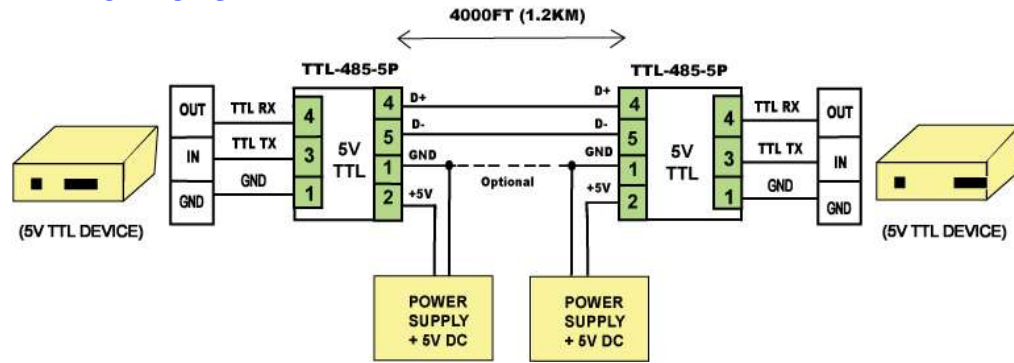 4000FT (1.2KM)
TTL-485-5P
TTL-485-5P
OUT
IN
GND
TTL RX
TTL TX
GND
4
3
1
5V
TTL
4
5
1
2
D+
D-
GND
+5V
Optional
D+
D-
GND
+5V
4
5
1
2
5V
TTL
4
3
1
TTL RX
TTL TX
GND
OUT
IN
GND
(5V TTL DEVICE)
(5V TTL DEVICE)
POWER
SUPPLY
+ 5V DC
POWER
SUPPLY
+ 5V DC